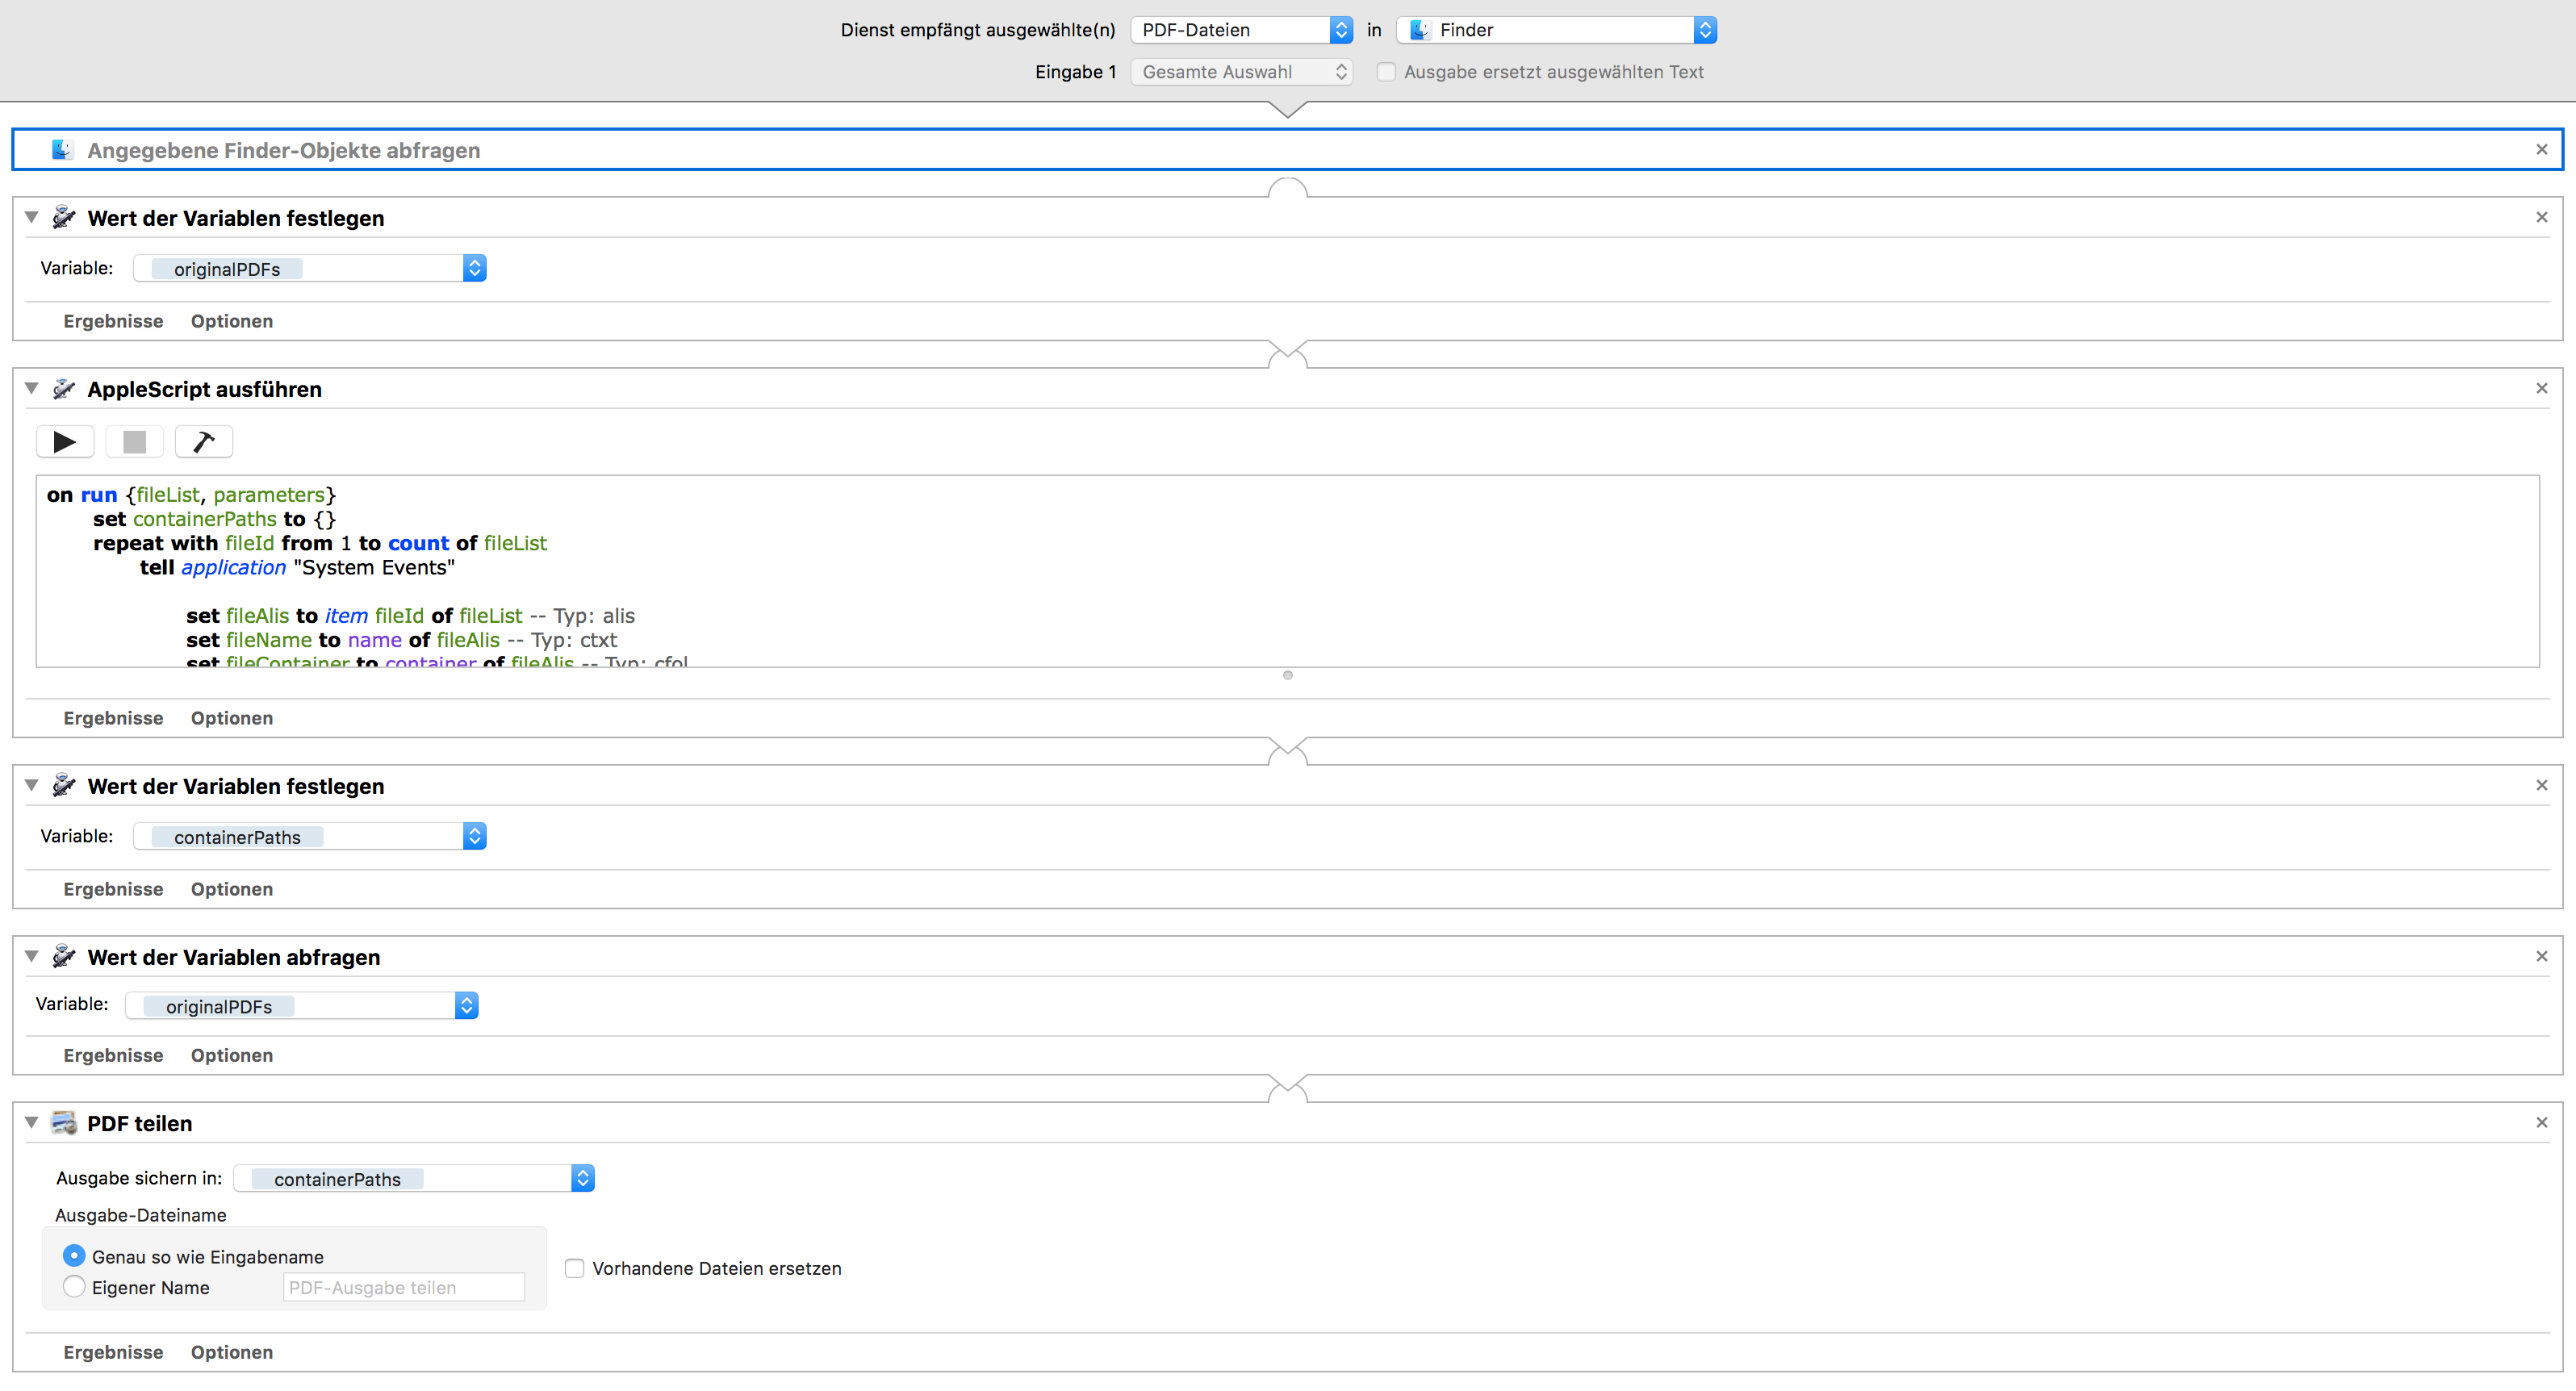 Dienst empfängt ausgewählte(n) PDF-Dateien in Finder
Eingabe 1 Gesamte Auswahl Ausgabe ersetzt ausgewählten Text
Angegebene Finder-Objekte abfragen
Wert der Variablen festlegen
Variable: originalPDFs
Ergebnisse Optionen
AppleScript ausführen
on run {fileList, parameters}
set containerPaths to {}
repeat with fileId from 1 to count of fileList
tell application "System Events"
set fileAlis to item fileId of fileList -- Typ: alis
set fileName to name of fileAlis -- Typ: ctxt
set fileContainer to container of fileAlis -- Typ: cfol
Ergebnisse Optionen
Wert der Variablen festlegen
Variable: containerPaths
Ergebnisse Optionen
Wert der Variablen abfragen
Variable: originalPDFs
Ergebnisse Optionen
PDF teilen
Ausgabe sichern in: containerPaths
Ausgabe-Dateiname
Genau so wie Eingabename
Vorhandene Dateien ersetzen
Eigener Name PDF-Ausgabe teilen
Ergebnisse Optionen